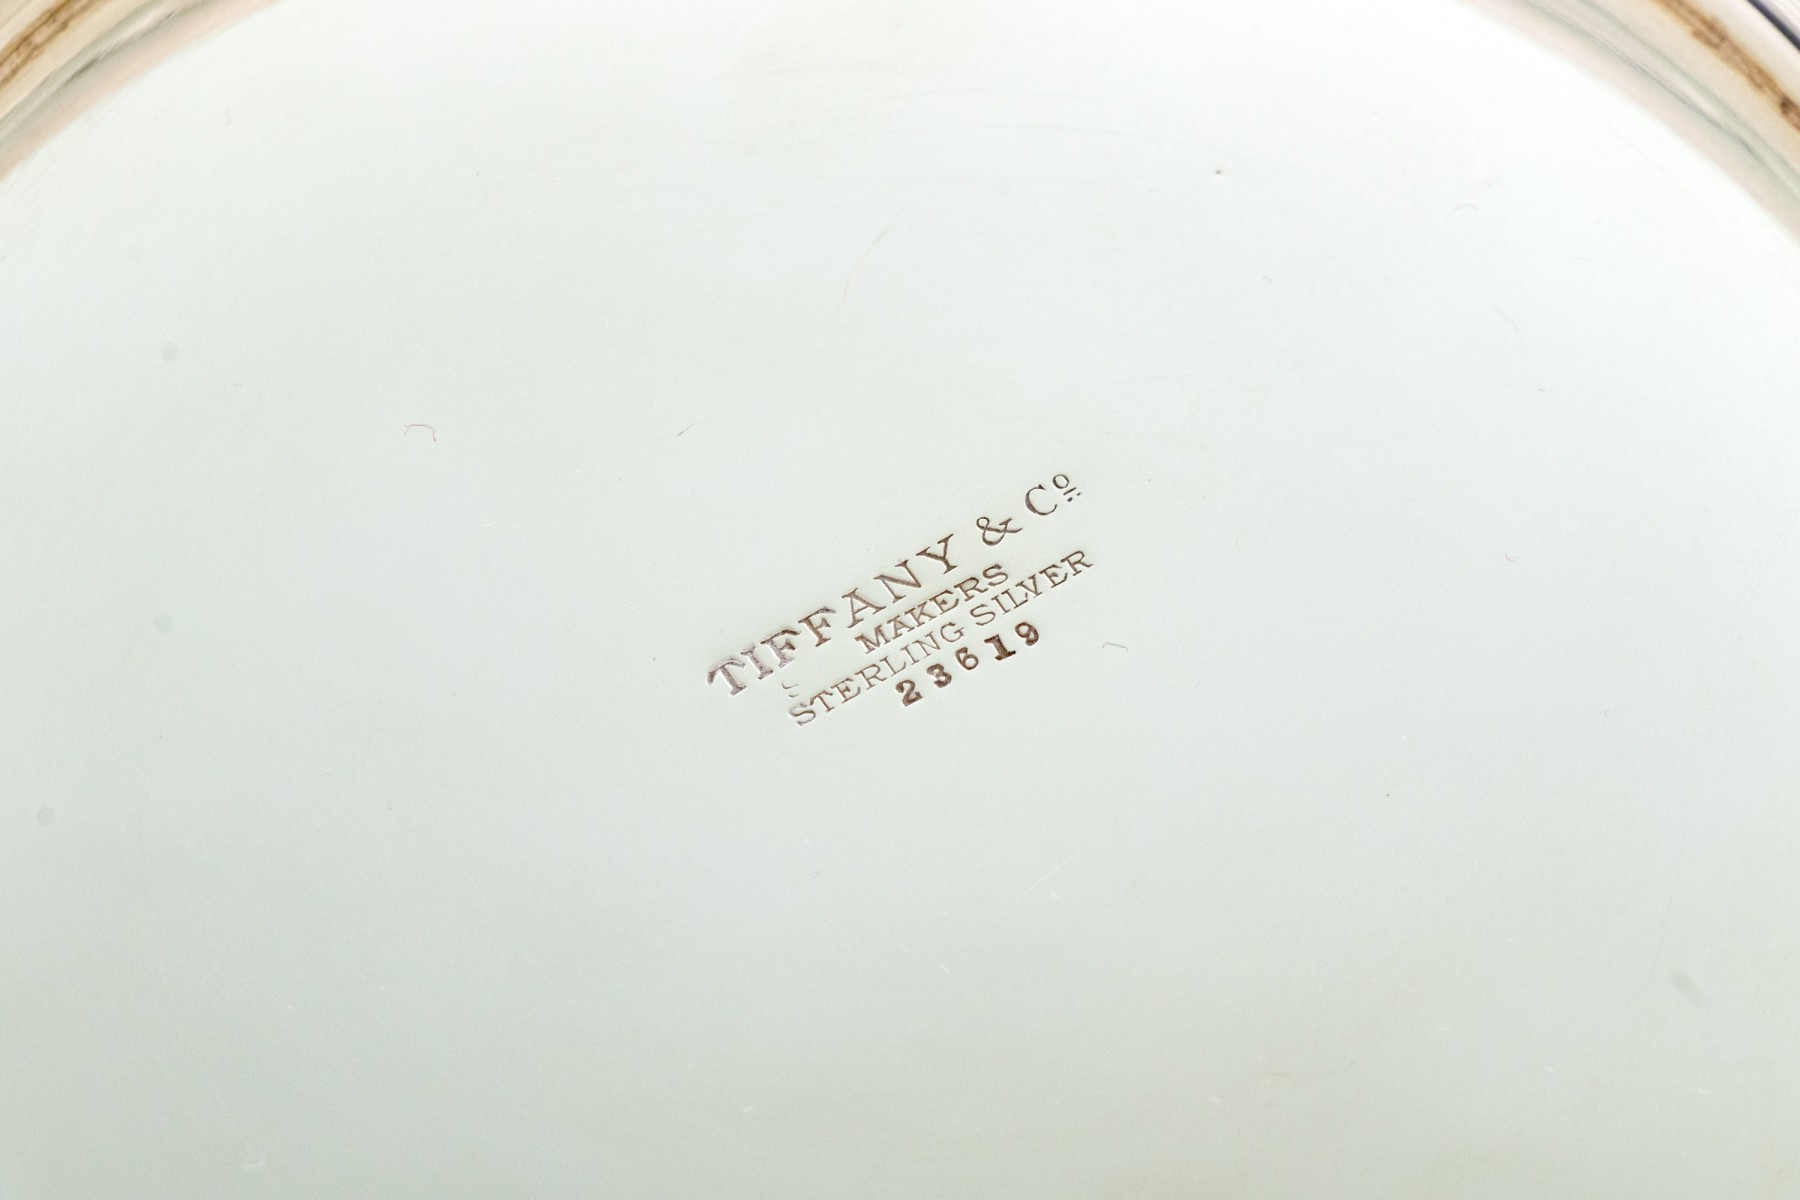 TIFFANY & Co
MAKERS
STERLING SILVER
23619